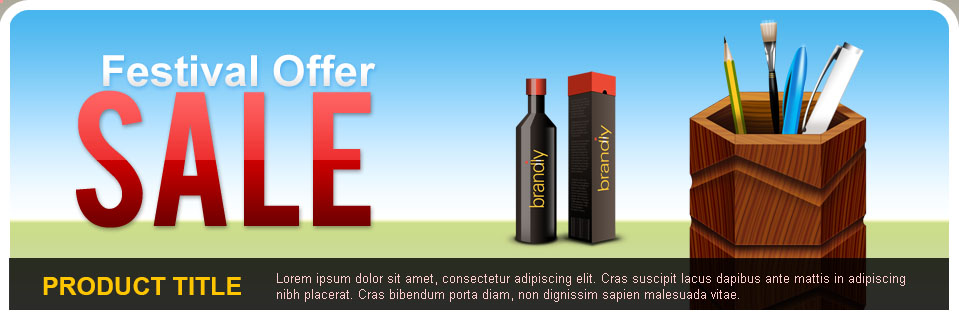 Festival Offer
SALE
brandiy
brandiy
PRODUCT TITLE
Lorem ipsum dolor sit amet, consectetur adipiscing elit. Cras suscipit lacus dapibus ante mattis in adipiscing
nibh placerat. Cras bibendum porta diam, non dignissim sapien malesuada vitae.